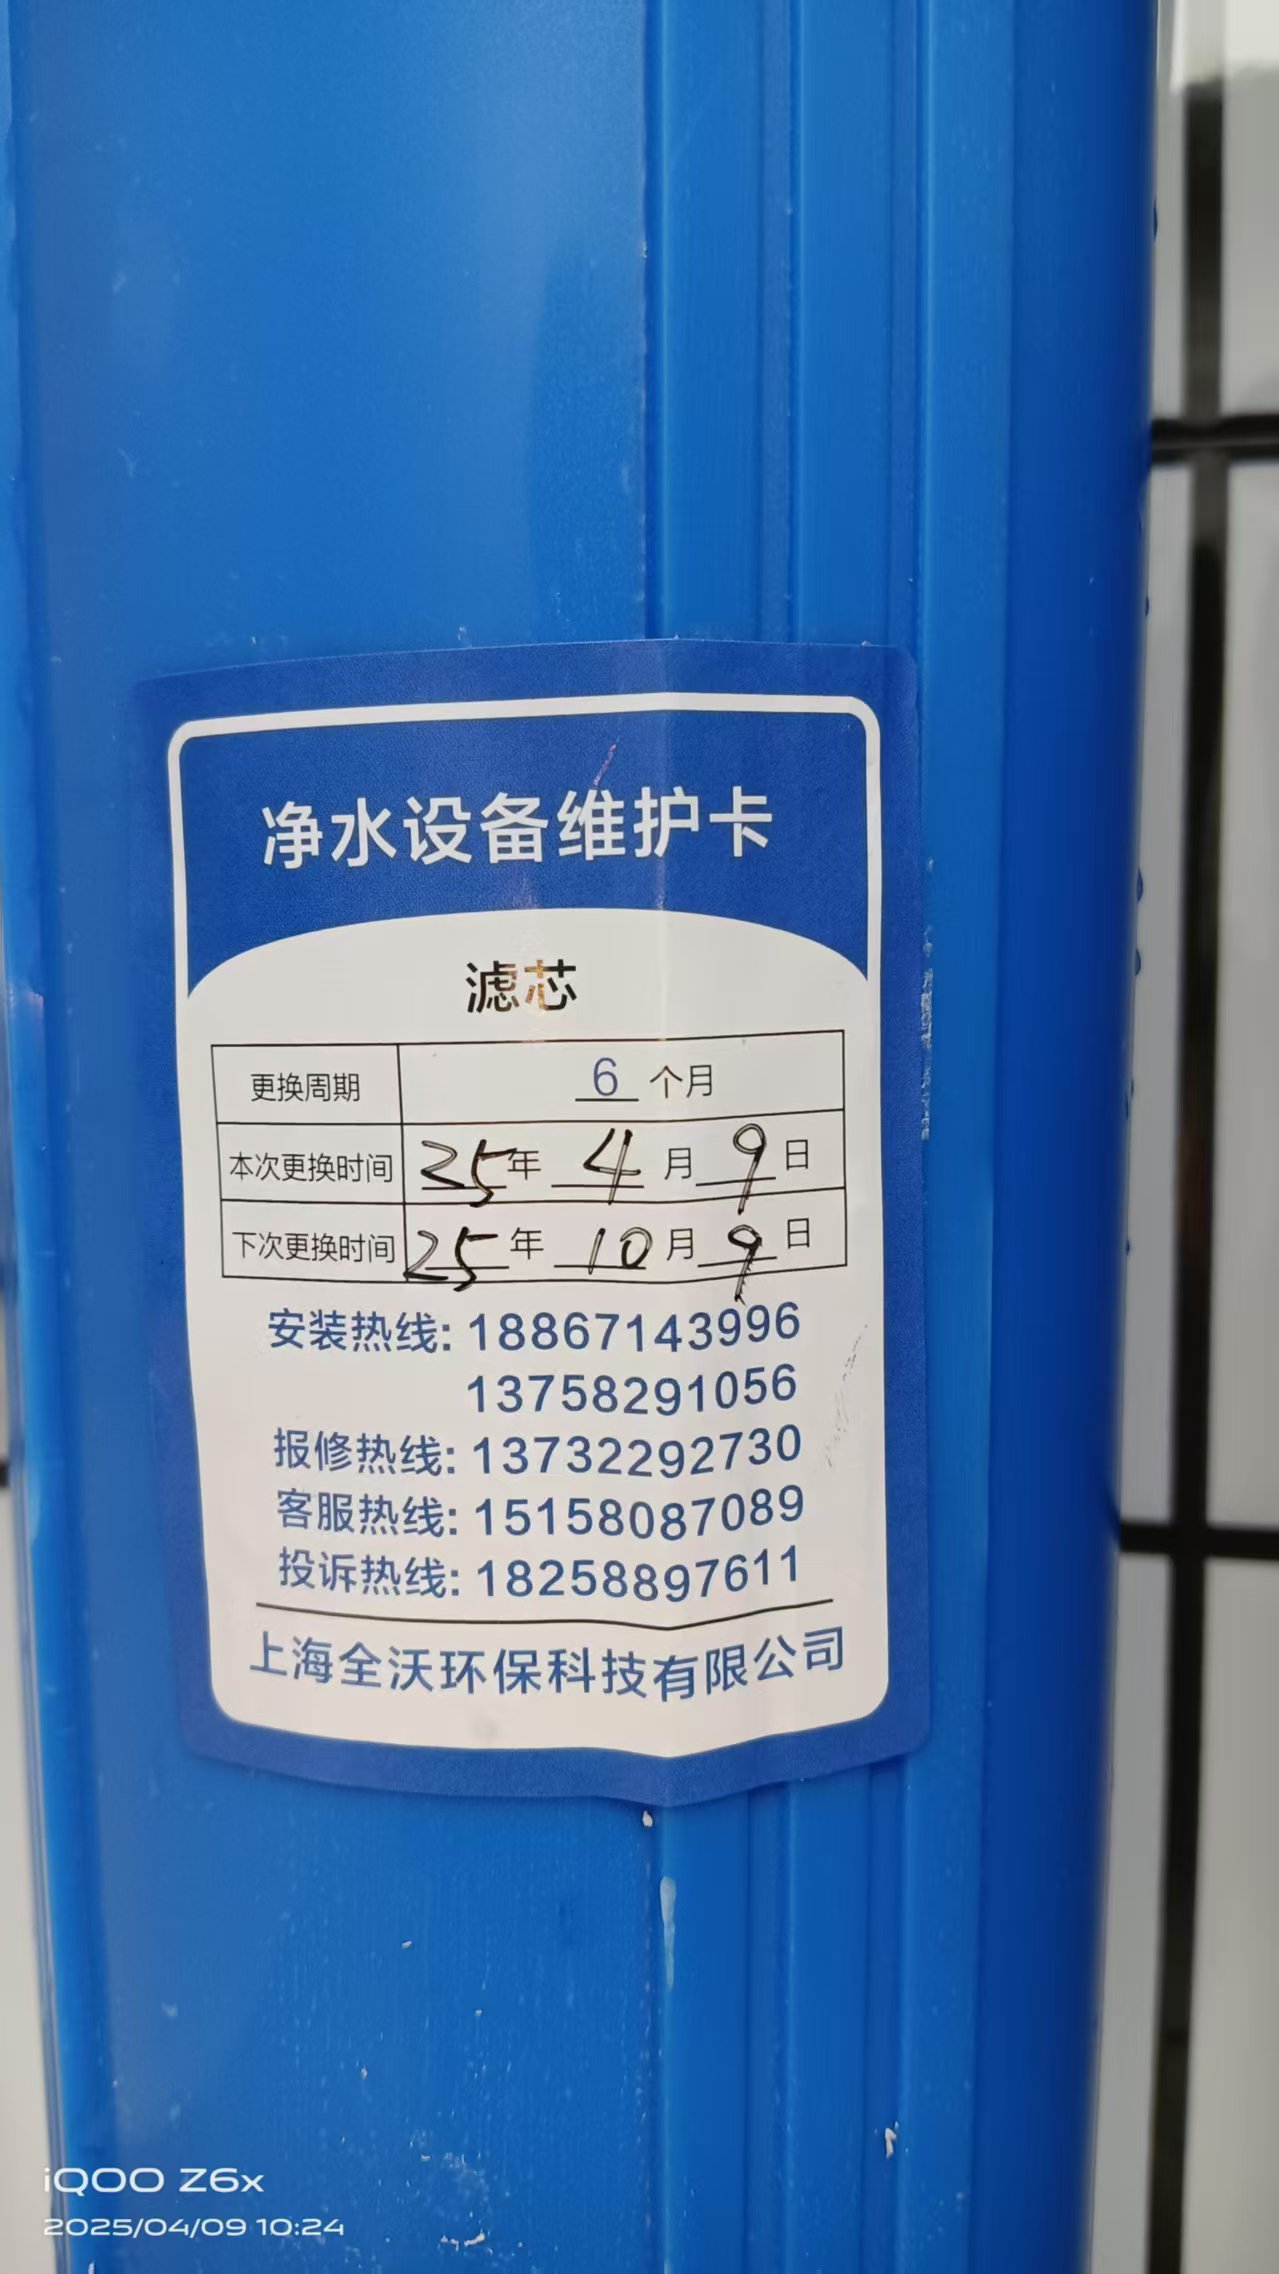 净水设备维护卡
滤芯
更换周期 6 个月
本次更换时间 25 年 4 月 9 日
下次更换时间 25 年 10 月 9 日
安装热线: 18867143996
13758291056
报修热线: 13732292730
客服热线: 15158087089
投诉热线: 18258897611
上海全沃环保科技有限公司
iQOO Z6x
2025/04/09 10:24